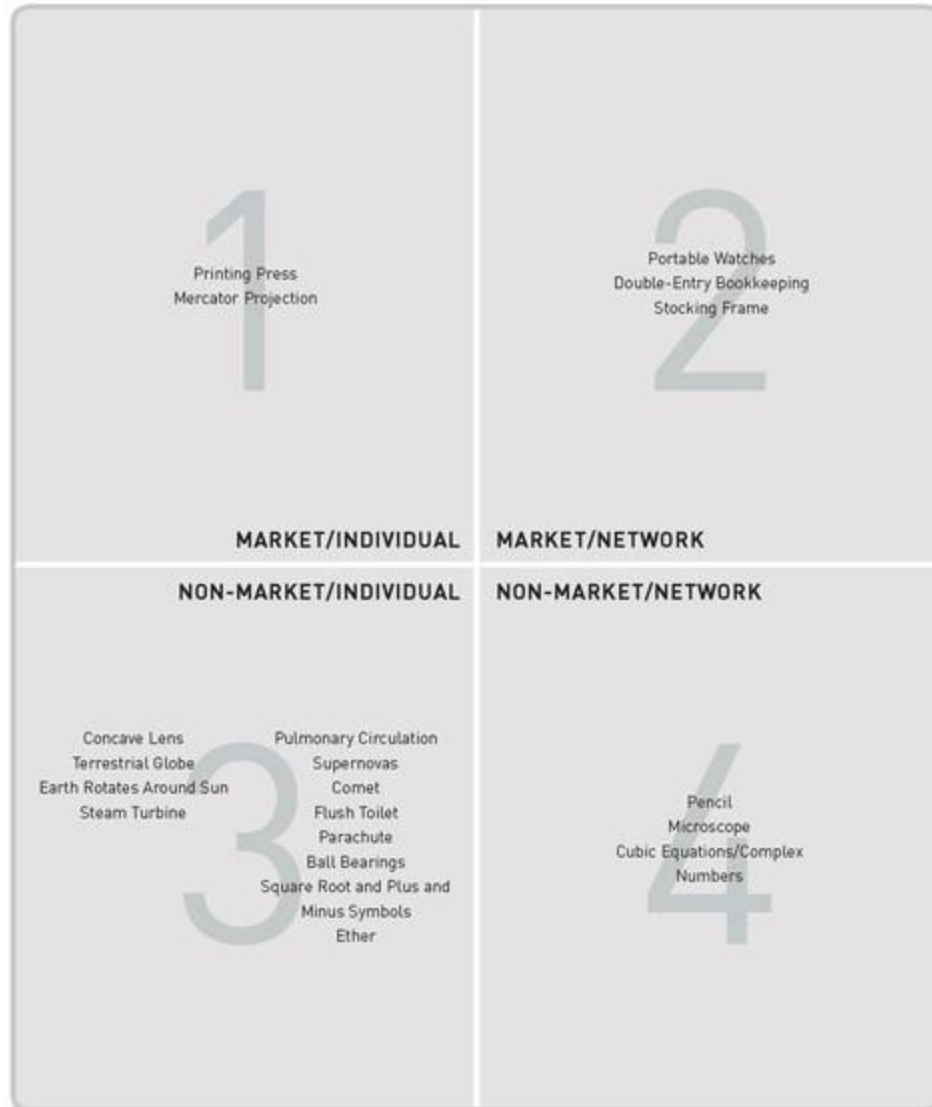 1
Printing Press
Mercator Projection
MARKET/INDIVIDUAL
2
Portable Watches
Double-Entry Bookkeeping
Stocking Frame
MARKET/NETWORK
NON-MARKET/INDIVIDUAL
3
Concave Lens
Terrestrial Globe
Earth Rotates Around Sun
Steam Turbine
Pulmonary Circulation
Supernovas
Comet
Flush Toilet
Parachute
Ball Bearings
Square Root and Plus and
Minus Symbols
Ether
NON-MARKET/NETWORK
4
Pencil
Microscope
Cubic Equations/Complex
Numbers